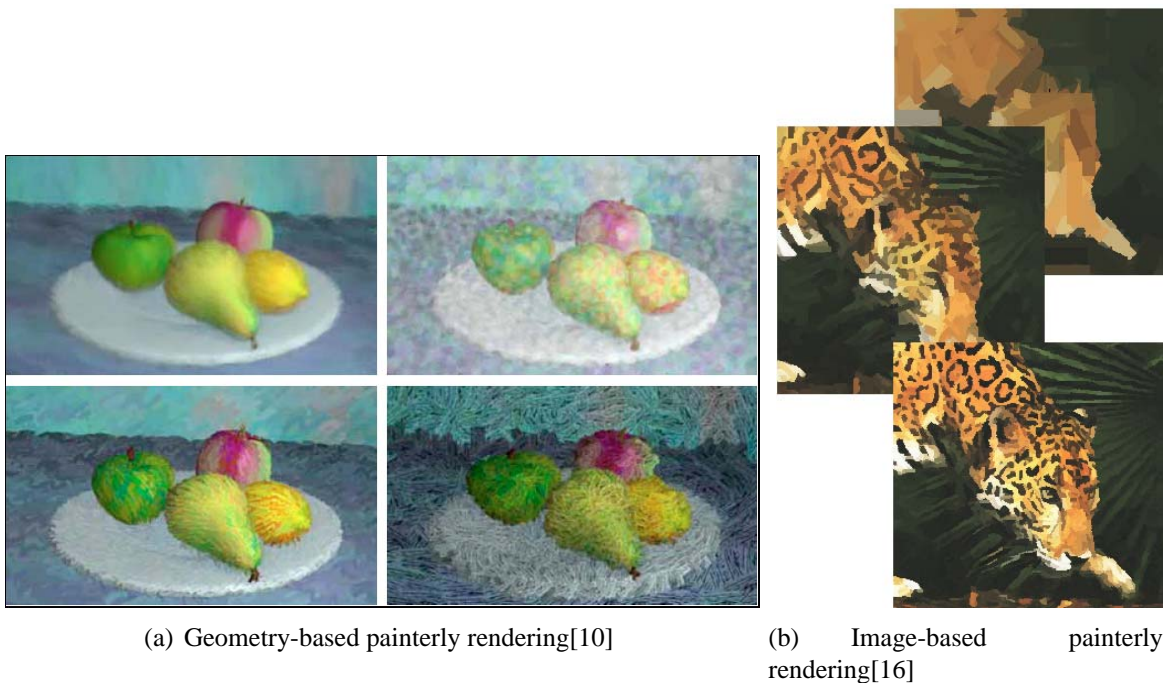 (a) Geometry-based painterly rendering[10]
(b) Image-based painterly
rendering[16]